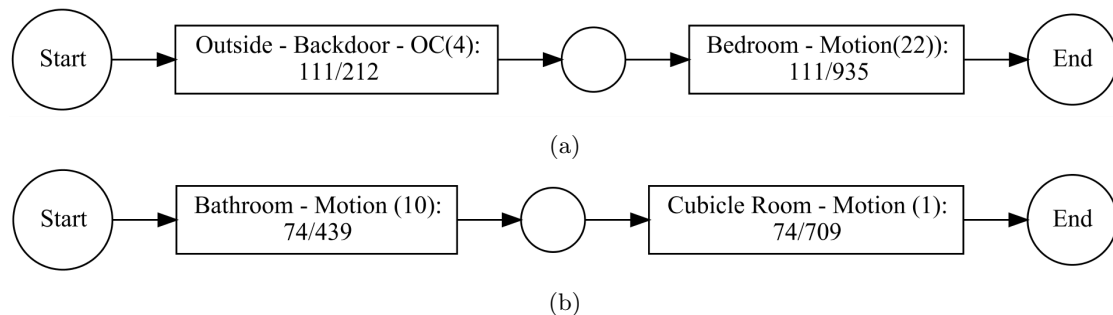 Start
Outside - Backdoor - OC(4):
111/212
Bedroom - Motion(22)):
111/935
End
(a)
Start
Bathroom - Motion (10):
74/439
Cubicle Room - Motion (1):
74/709
End
(b)